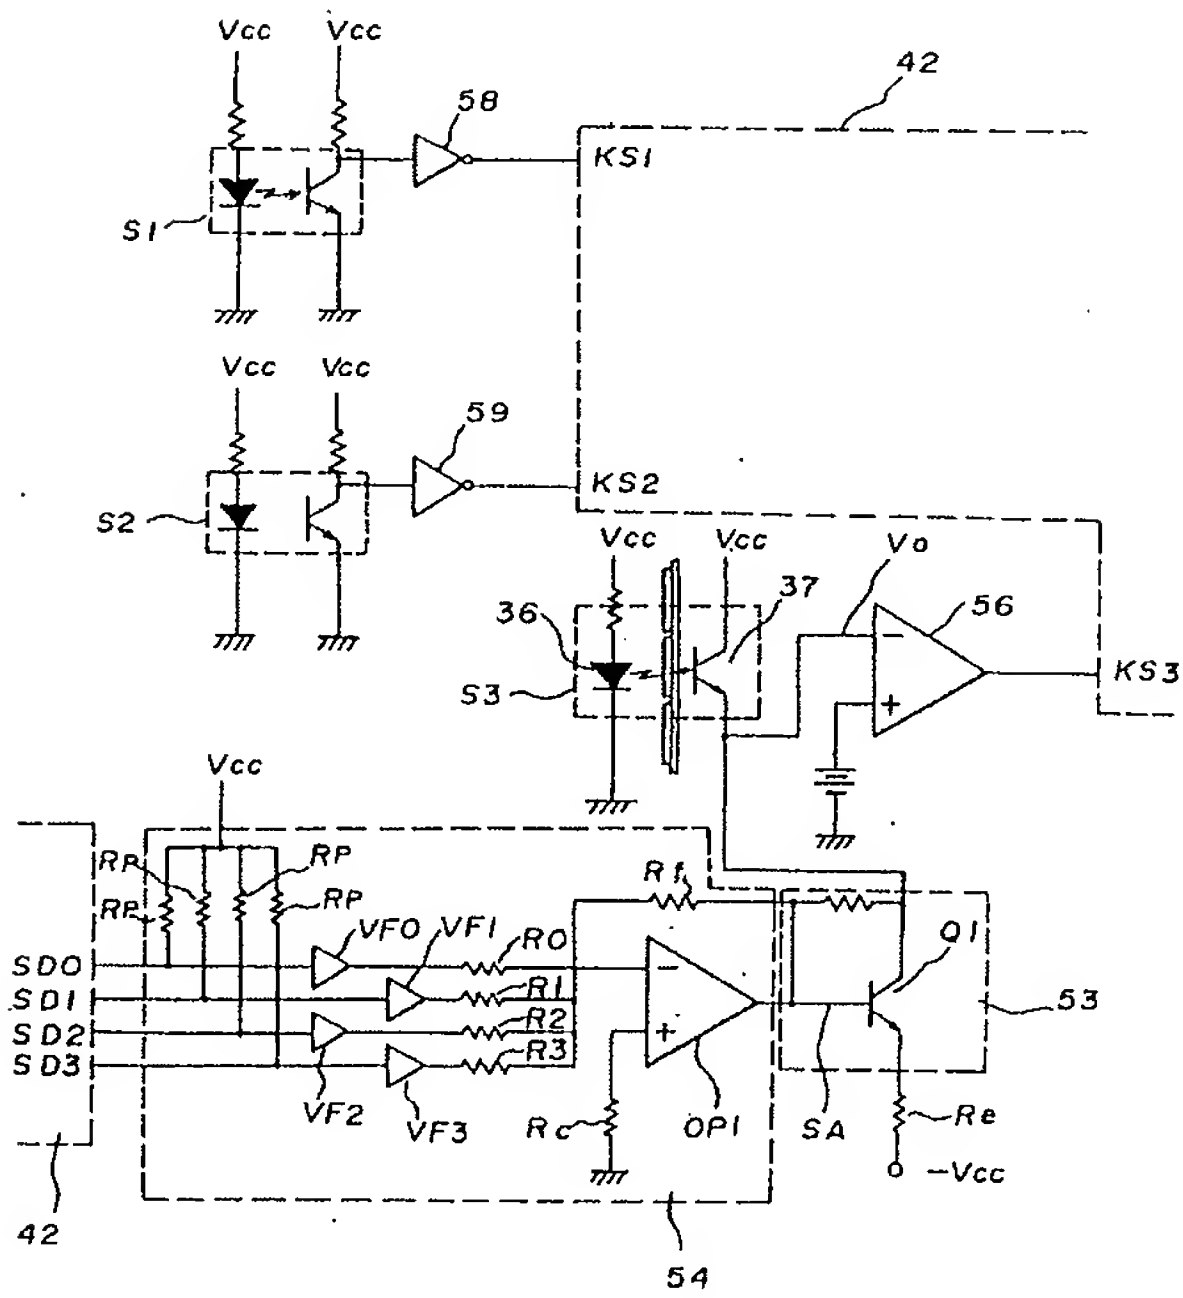 Vcc Vcc
42
58
KS1
S1
Vcc Vcc
59
KS2
S2
Vcc Vcc Vo
36 37 56
S3 KS3
Vcc
RP RP Rf
RP RP
VF0 VF1 R0 Q1
SD0
SD1 R1 53
SD2 R2
SD3 R3
VF2 VF3 Rc OP1 SA Re
-Vcc
42
54